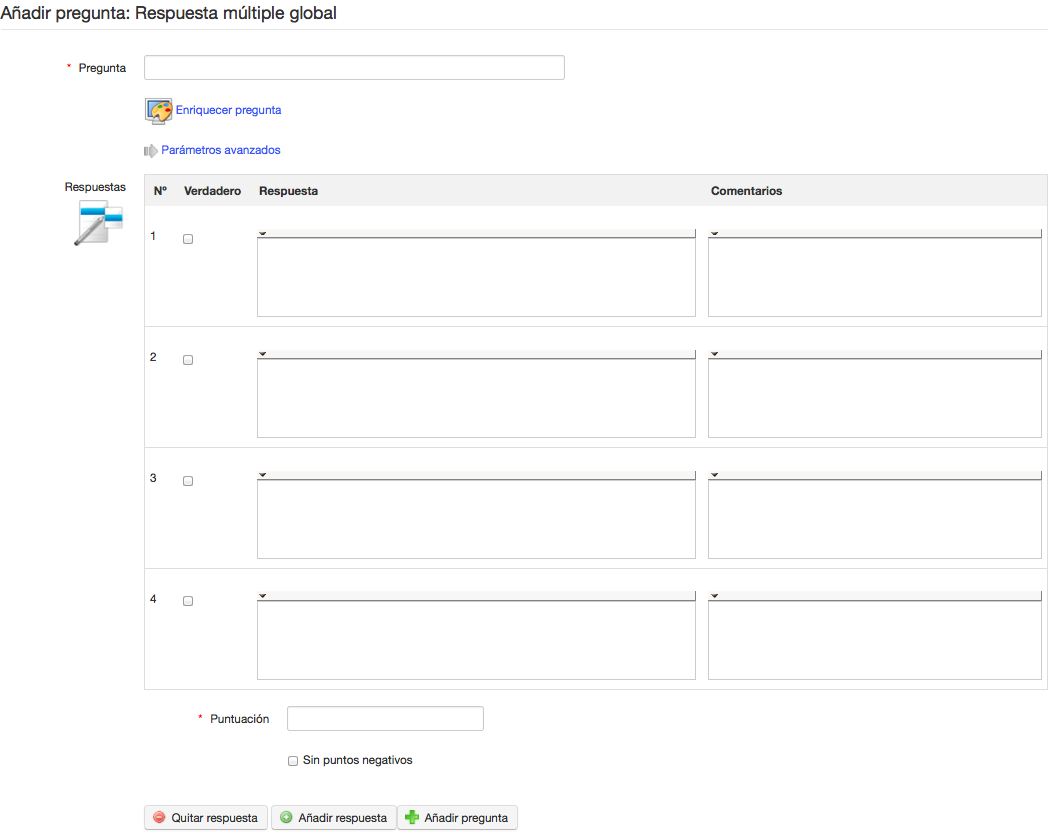 Añadir pregunta: Respuesta múltiple global
* Pregunta
Enriquecer pregunta
Parámetros avanzados
Respuestas
Nº Verdadero Respuesta Comentarios
1
2
3
4
* Puntuación
Sin puntos negativos
Quitar respuesta Añadir respuesta Añadir pregunta